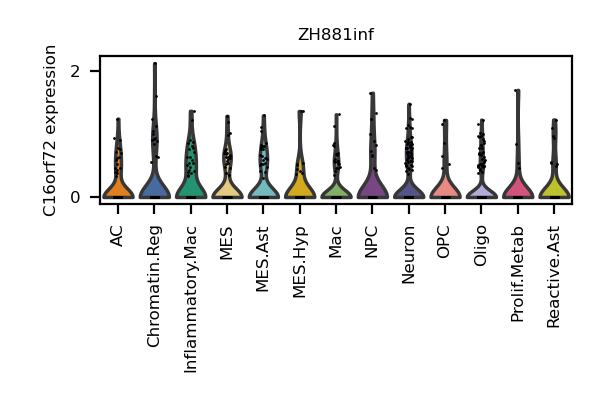 ZH881inf
C16orf72 expression
2
0
AC
Chromatin.Reg
Inflammatory.Mac
MES
MES.Ast
MES.Hyp
Mac
NPC
Neuron
OPC
Oligo
Prolif.Metab
Reactive.Ast